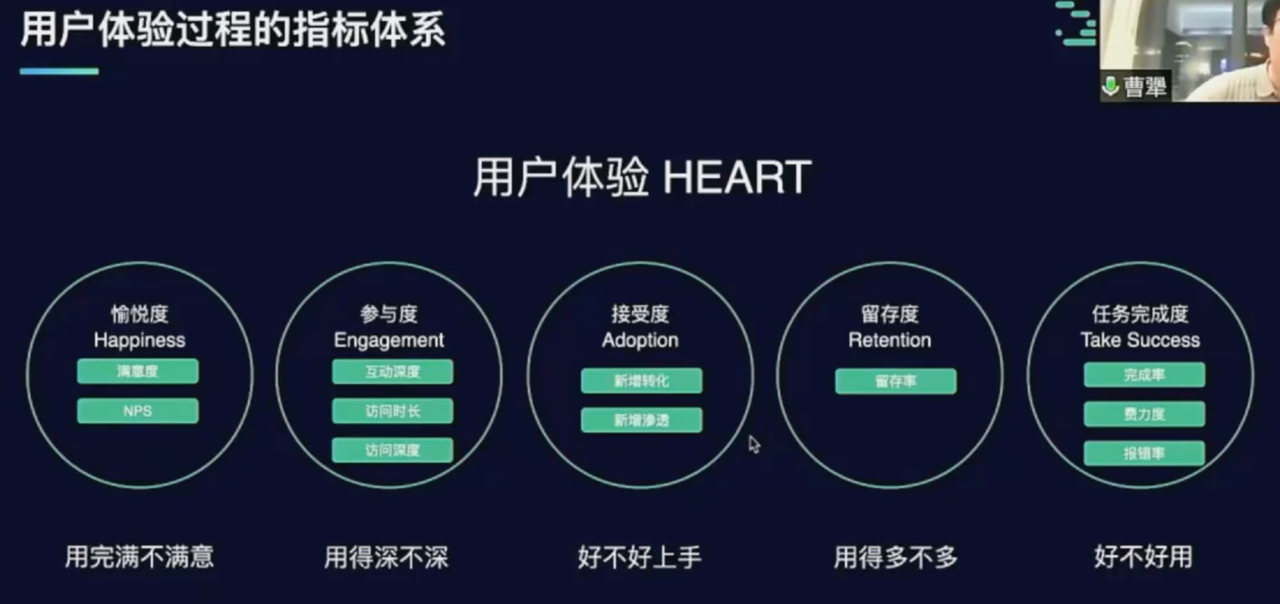 用户体验过程的指标体系
曹犟
用户体验 HEART
愉悦度
Happiness
满意度
NPS
用完满不满意
参与度
Engagement
互动深度
访问时长
访问深度
用得深不深
接受度
Adoption
新增转化
新增渗透
好不好上手
留存度
Retention
留存率
用得多不多
任务完成度
Take Success
完成率
费力度
报错率
好不好用